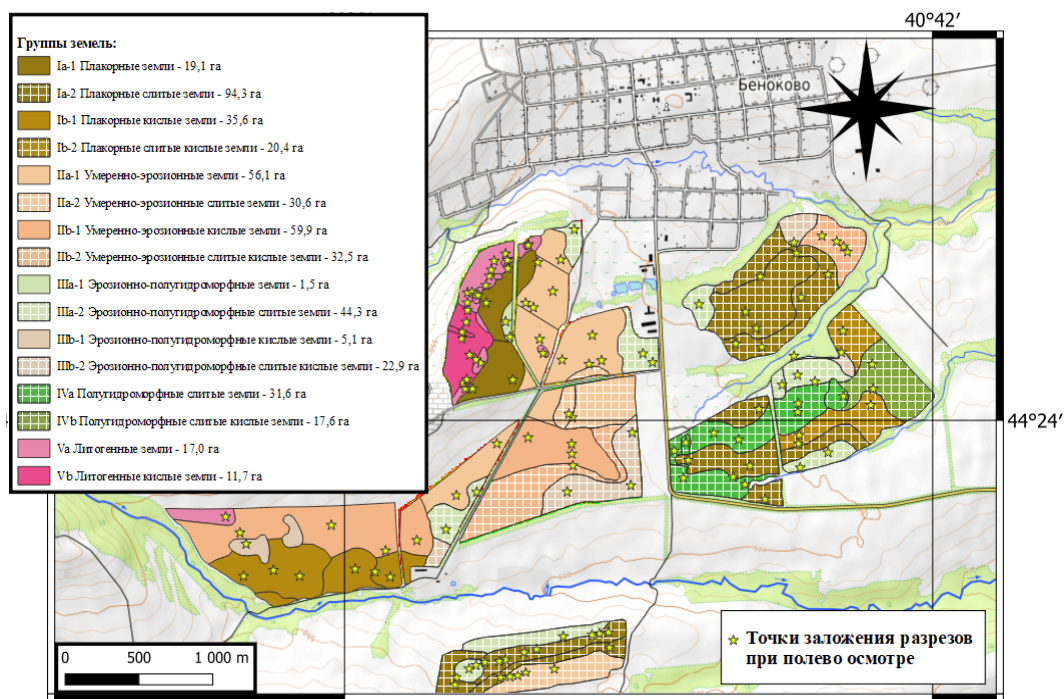 40°42′
Группы земель:
Ia-1 Плакорные земли - 19,1 га
Ia-2 Плакорные слитые земли - 94,3 га
Ib-1 Плакорные кислые земли - 35,6 га
Ib-2 Плакорные слитые кислые земли - 20,4 га
IIa-1 Умеренно-эрозионные земли - 56,1 га
IIa-2 Умеренно-эрозионные слитые земли - 30,6 га
IIb-1 Умеренно-эрозионные кислые земли - 59,9 га
IIb-2 Умеренно-эрозионные слитые кислые земли - 32,5 га
IIIa-1 Эрозионно-полугидроморфные земли - 1,5 га
IIIa-2 Эрозионно-полугидроморфные слитые земли - 44,3 га
IIIb-1 Эрозионно-полугидроморфные кислые земли - 5,1 га
IIIb-2 Эрозионно-полугидроморфные слитые кислые земли - 22,9 га
IVa Полугидроморфные слитые земли - 31,6 га
IVb Полугидроморфные слитые кислые земли - 17,6 га
Va Литогенные земли - 17,0 га
Vb Литогенные кислые земли - 11,7 га
Беноково
44°24′
Точки заложения разрезов
при полево осмотре
0 500 1 000 m